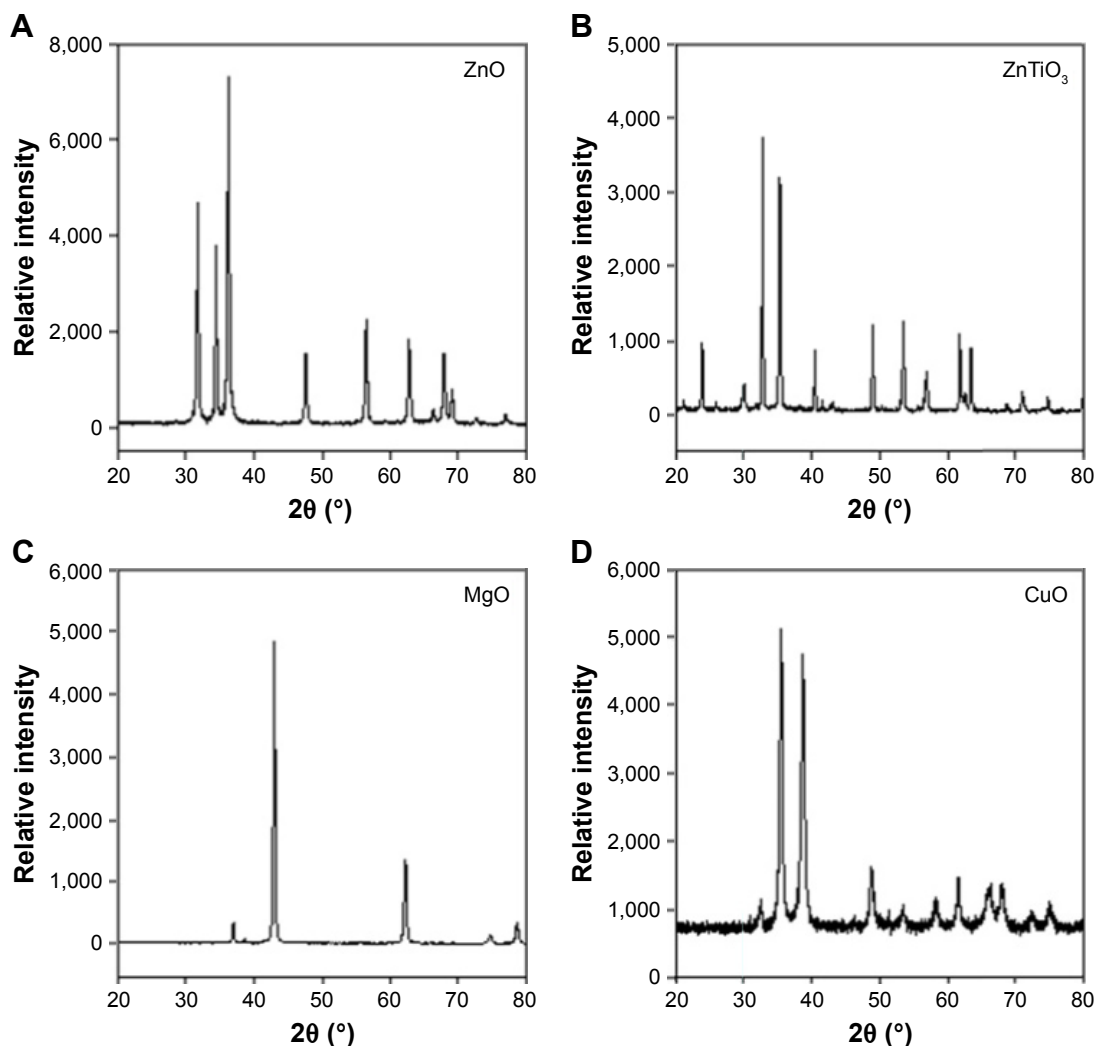 A
ZnO
8,000
6,000
4,000
2,000
0
Relative intensity
20 30 40 50 60 70 80
2θ (°)
B
ZnTiO₃
5,000
4,000
3,000
2,000
1,000
0
Relative intensity
20 30 40 50 60 70 80
2θ (°)
C
MgO
6,000
5,000
4,000
3,000
2,000
1,000
0
Relative intensity
20 30 40 50 60 70 80
2θ (°)
D
CuO
6,000
5,000
4,000
3,000
2,000
1,000
0
Relative intensity
20 30 40 50 60 70 80
2θ (°)